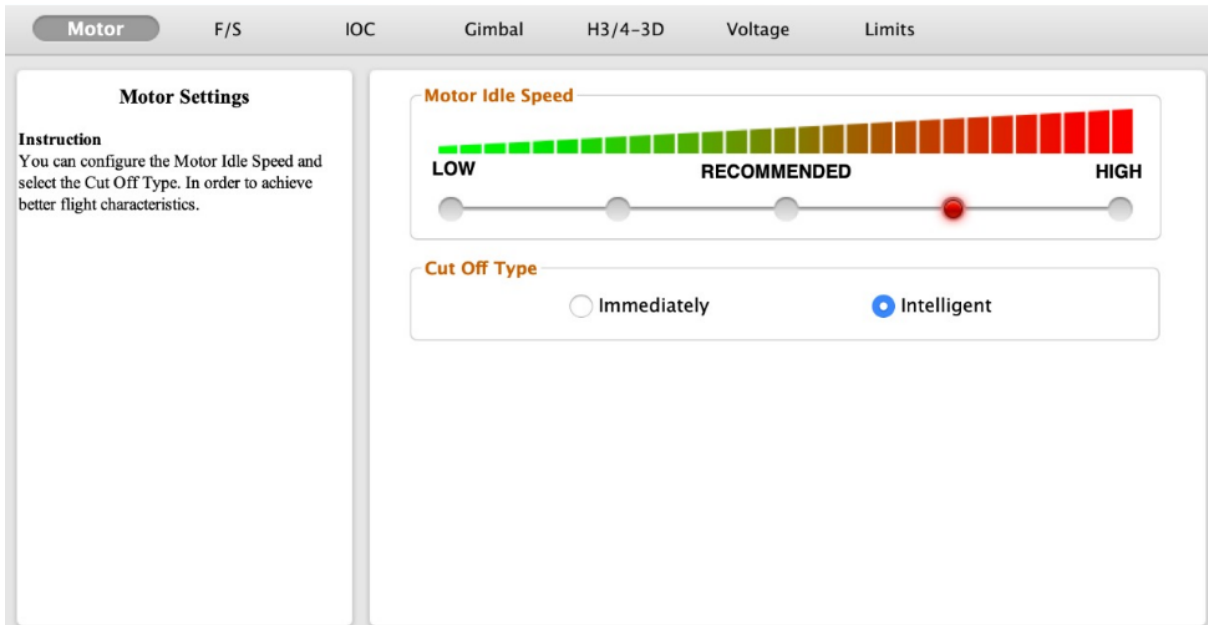 Motor F/S IOC Gimbal H3/4-3D Voltage Limits
Motor Settings
Instruction
You can configure the Motor Idle Speed and
select the Cut Off Type. In order to achieve
better flight characteristics.
Motor Idle Speed
LOW RECOMMENDED HIGH
Cut Off Type
Immediately Intelligent